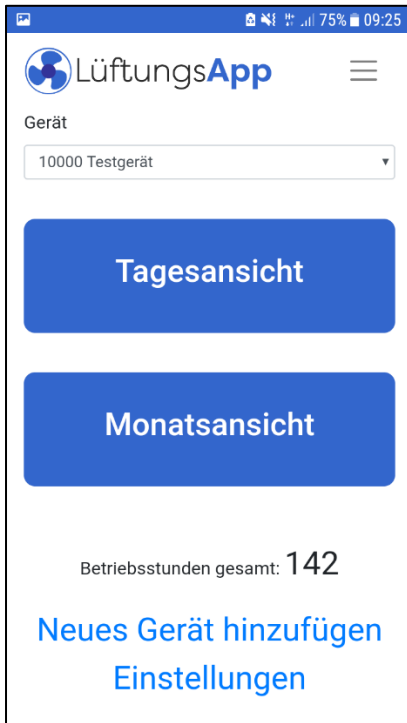 75% 09:25
LüftungsApp
Gerät
10000 Testgerät
Tagesansicht
Monatsansicht
Betriebsstunden gesamt: 142
Neues Gerät hinzufügen
Einstellungen